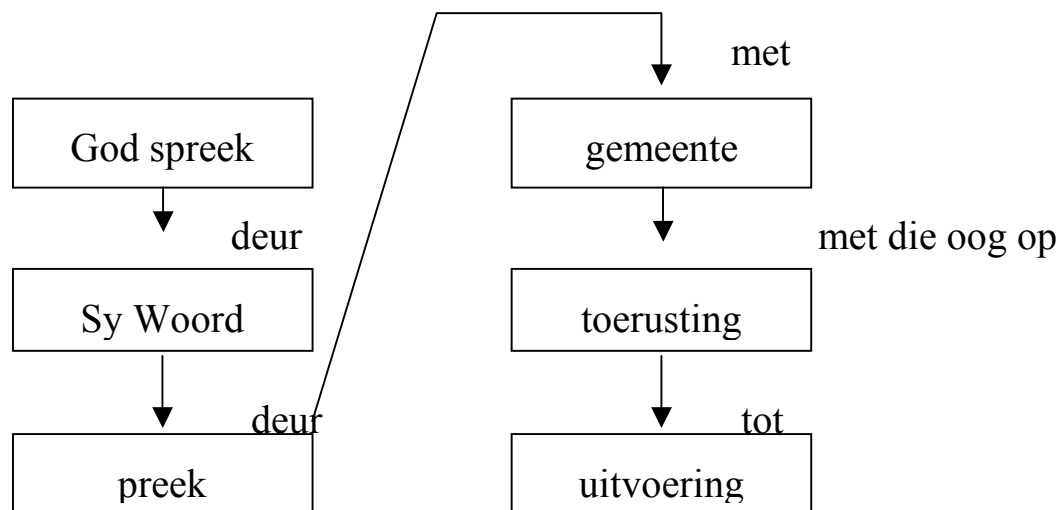 God spreek
deur
Sy Woord
deur
preek
met
gemeente
met die oog op
toerusting
tot
uitvoering